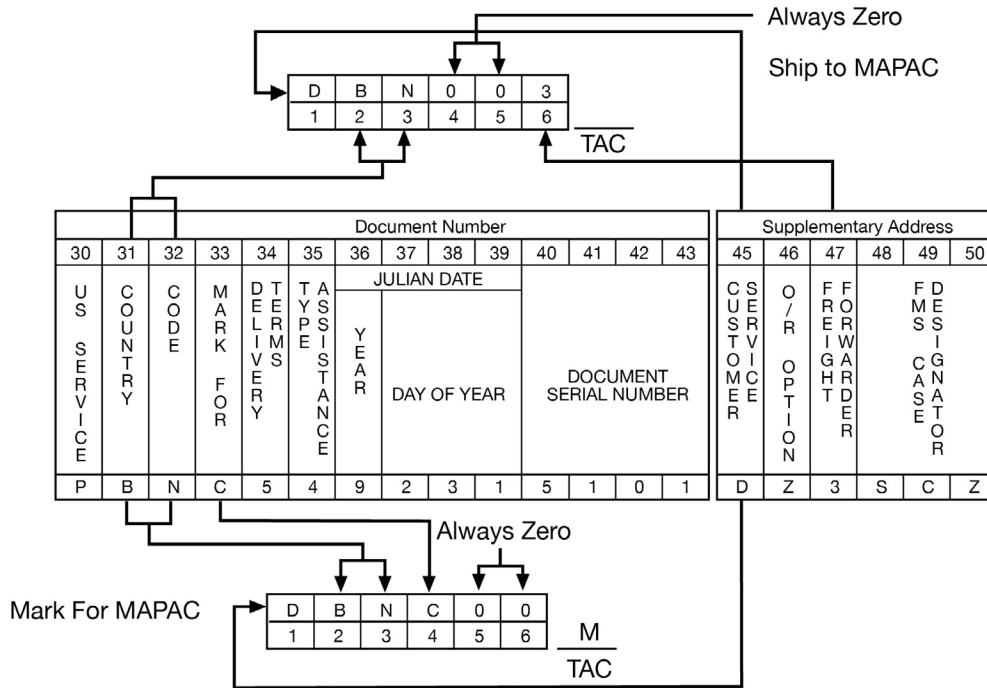 Always Zero
Ship to MAPAC
D B N 0 0 3
1 2 3 4 5 6
TAC
Document Number
Supplementary Address
30 31 32 33 34 35 36 37 38 39 40 41 42 43
45 46 47 48 49 50
US SERVICE
COUNTRY
CODE
MARK FOR
DELIVERY
TERMS
TYPE
ASSISTANCE
JULIAN DATE
YEAR
DAY OF YEAR
DOCUMENT
SERIAL NUMBER
CUSTOMER
SERVICE
O/R OPTION
FREIGHT
FORWARDER
FMS CASE
DESIGNATOR
P B N C 5 4 9 2 3 1 5 1 0 1
D Z 3 S C Z
Always Zero
Mark For MAPAC
D B N C 0 0
1 2 3 4 5 6
M
TAC